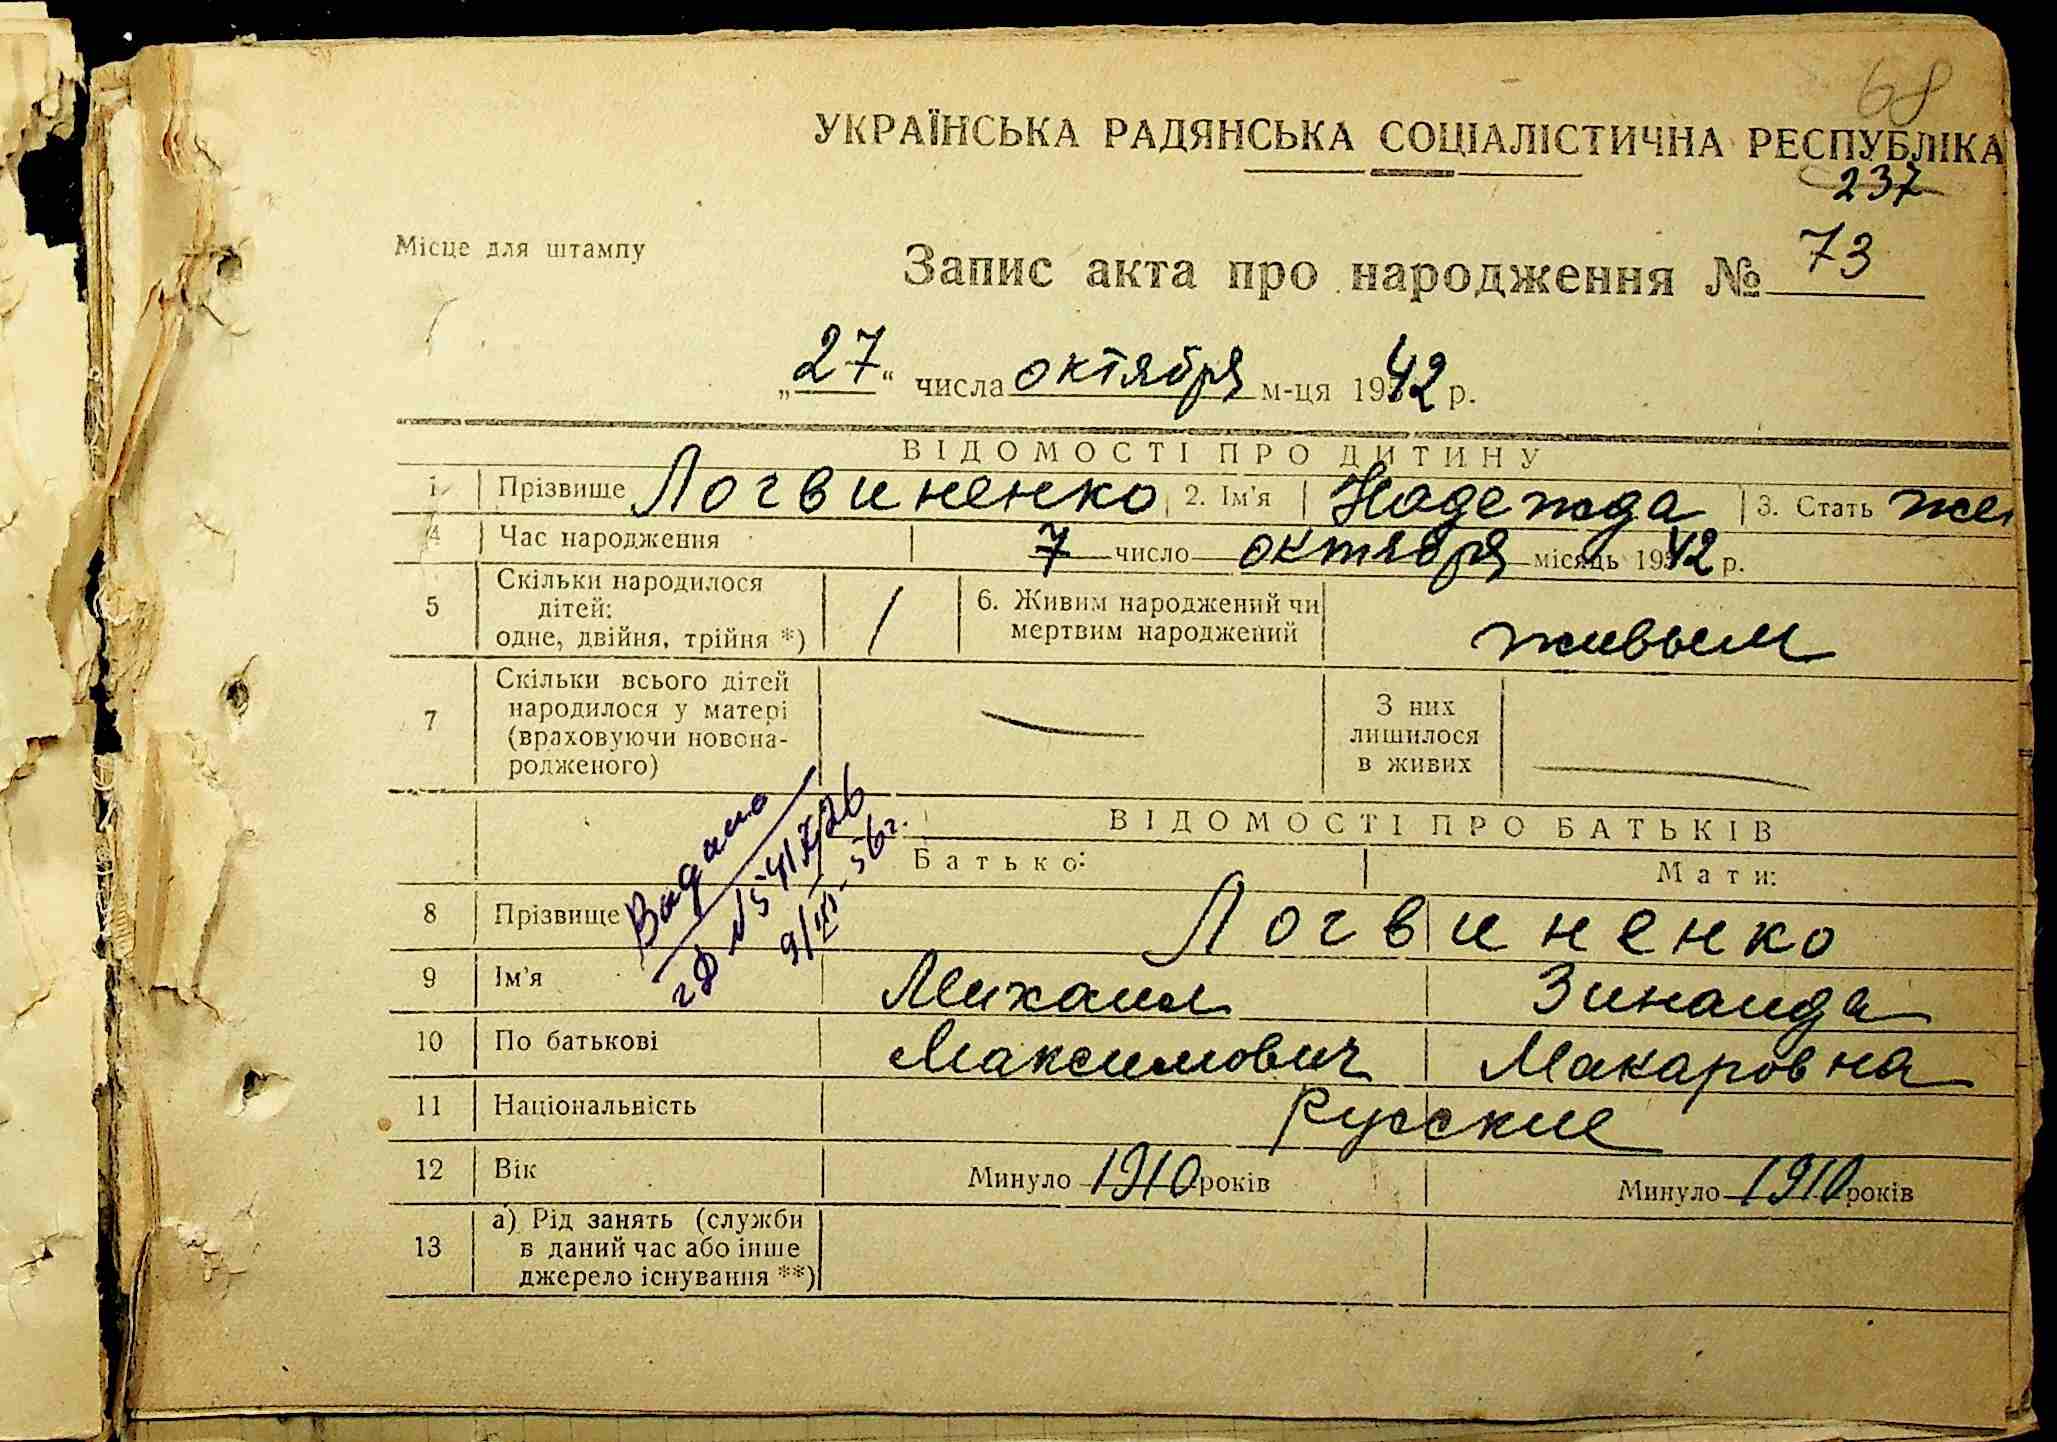 68
УКРАЇНСЬКА РАДЯНСЬКА СОЦІАЛІСТИЧНА РЕСПУБЛІКА
237
Місце для штампу
Запис акта про народження № 73
„27“ числа октября м-ця 1942 р.
ВІДОМОСТІ ПРО ДИТИНУ
1 Прізвище Логвиненко 2. Ім'я Надежда 3. Стать же
4 Час народження 7 число октября місяць 1942 р.
5 Скільки народилося дітей: одне, двійня, трійня *) 1 6. Живим народжений чи мертвим народжений живым
7 Скільки всього дітей народилося у матері (враховуючи новона-родженого) — З них лишилося в живих —
ВІДОМОСТІ ПРО БАТЬКІВ
Батько: Мати:
8 Прізвище Логвиненко
9 Ім'я Михаил Зинаида
10 По батькові Максимович Макаровна
11 Національність Русские
12 Вік Минуло 1910 років Минуло 1910 років
13 а) Рід занять (служби в даний час або інше джерело існування **)
Видано
56г.